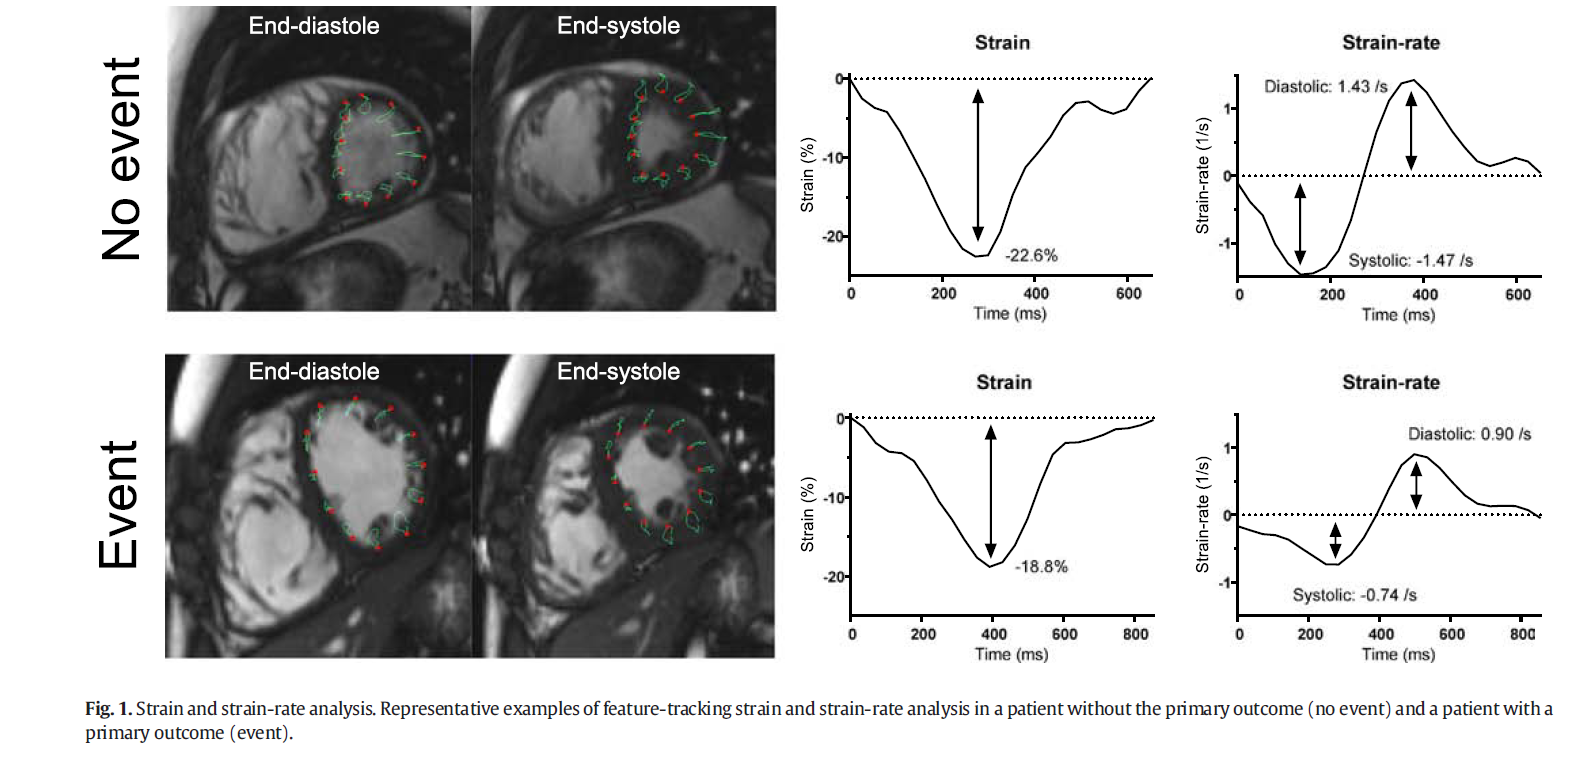 No event
End-diastole
End-systole
Strain
0
-10
-20
Strain (%)
-22.6%
0
200
400
600
Time (ms)
Strain-rate
Diastolic: 1.43 /s
1
0
-1
Strain-rate (1/s)
Systolic: -1.47 /s
0
200
400
600
Time (ms)
Event
End-diastole
End-systole
Strain
0
-10
-20
Strain (%)
-18.8%
0
200
400
600
800
Time (ms)
Strain-rate
Diastolic: 0.90 /s
1
0
-1
Strain-rate (1/s)
Systolic: -0.74 /s
0
200
400
600
800
Time (ms)
Fig. 1. Strain and strain-rate analysis. Representative examples of feature-tracking strain and strain-rate analysis in a patient without the primary outcome (no event) and a patient with a
primary outcome (event).